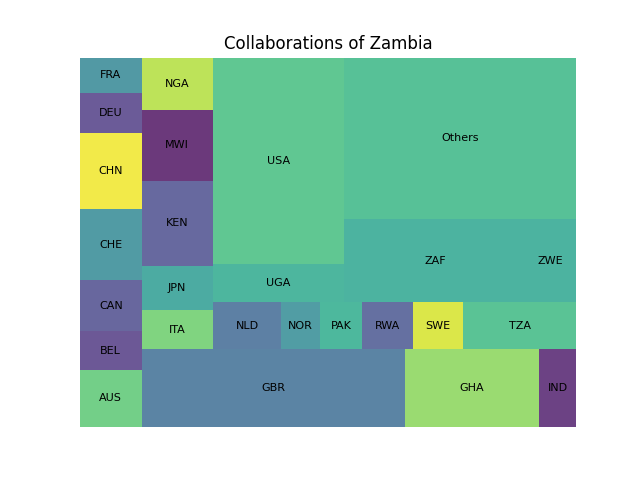 Collaborations of Zambia
FRA
NGA
DEU
MWI
USA
Others
CHN
KEN
CHE
UGA
ZAF
ZWE
CAN
JPN
ITA
NLD
NOR
PAK
RWA
SWE
TZA
BEL
AUS
GBR
GHA
IND